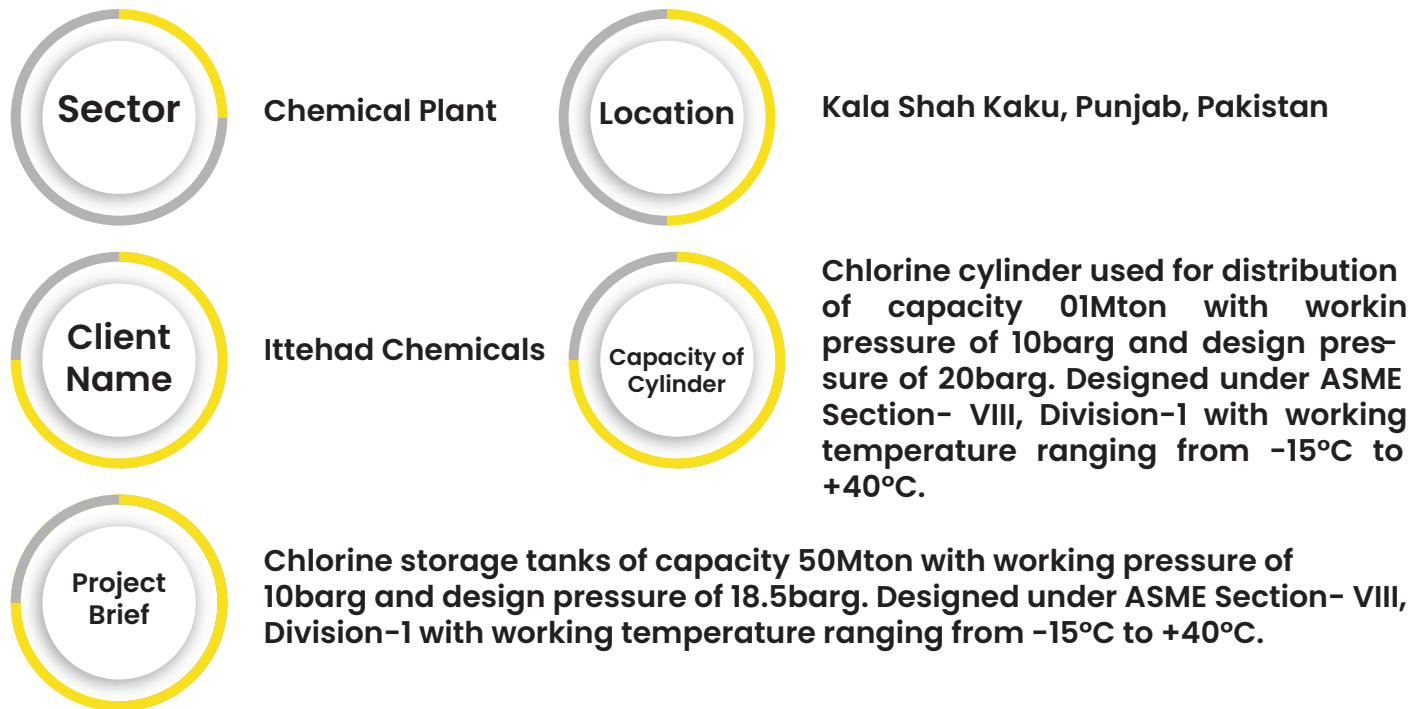 Sector
Chemical Plant
Location
Kala Shah Kaku, Punjab, Pakistan
Client
Name
Ittehad Chemicals
Capacity of
Cylinder
Chlorine cylinder used for distribution
of capacity 01Mton with workin
pressure of 10barg and design pres-
sure of 20barg. Designed under ASME
Section- VIII, Division-1 with working
temperature ranging from -15°C to
+40°C.
Project
Brief
Chlorine storage tanks of capacity 50Mton with working pressure of
10barg and design pressure of 18.5barg. Designed under ASME Section- VIII,
Division-1 with working temperature ranging from -15°C to +40°C.